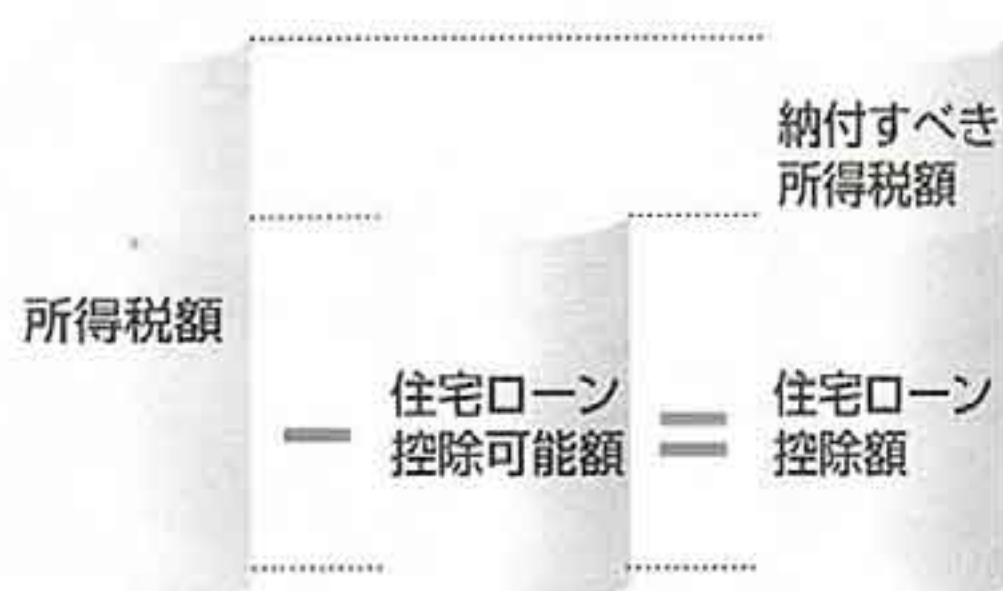 納付すべき
所得税額
所得税額
住宅ローン
控除可能額
住宅ローン
控除額